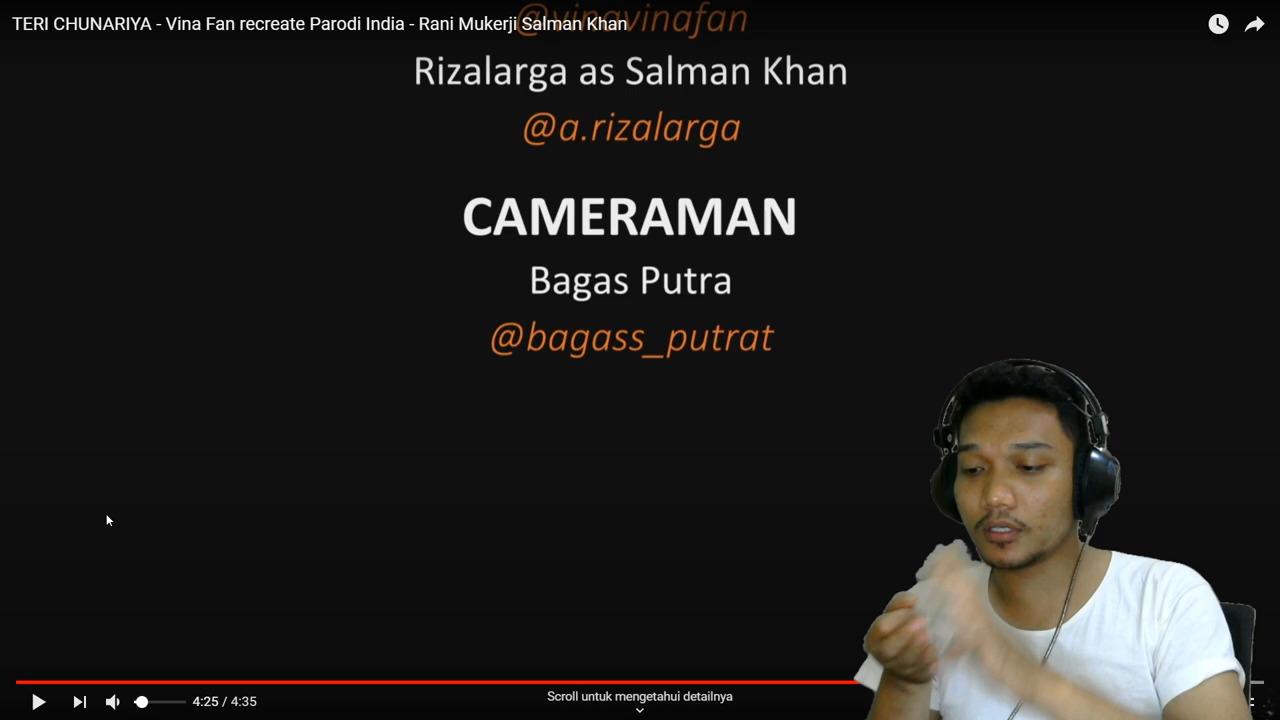 TERI CHUNARIYA - Vina Fan recreate Parodi India - Rani Mukerji Salman Khan
@vinavinafan
Rizalarga as Salman Khan
@a.rizalarga
CAMERAMAN
Bagas Putra
@bagass_putrat
4:25 / 4:35
Scroll untuk mengetahui detailnya